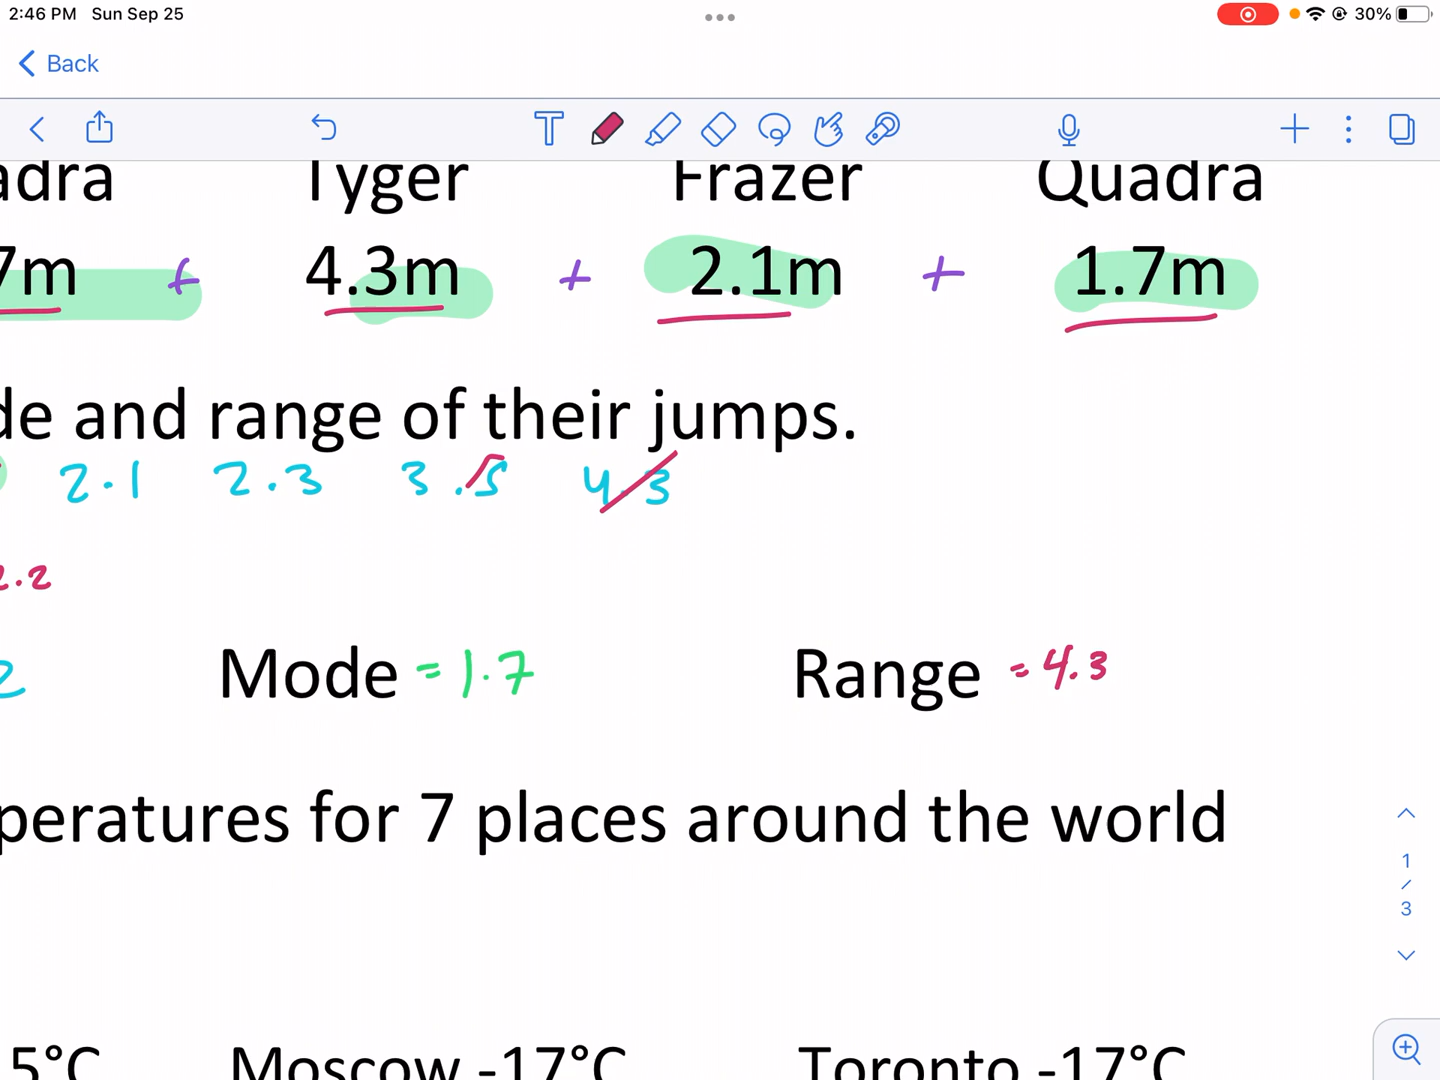 2:46 PM Sun Sep 25 30%
Back
adra Tyger Frazer Quadra
7m + 4.3m + 2.1m + 1.7m
de and range of their jumps.
2.1 2.3 3.5 4.3
2.2
2 Mode = 1.7 Range = 4.3
peratures for 7 places around the world
1
/
3
5°C Moscow -17°C Toronto -17°C